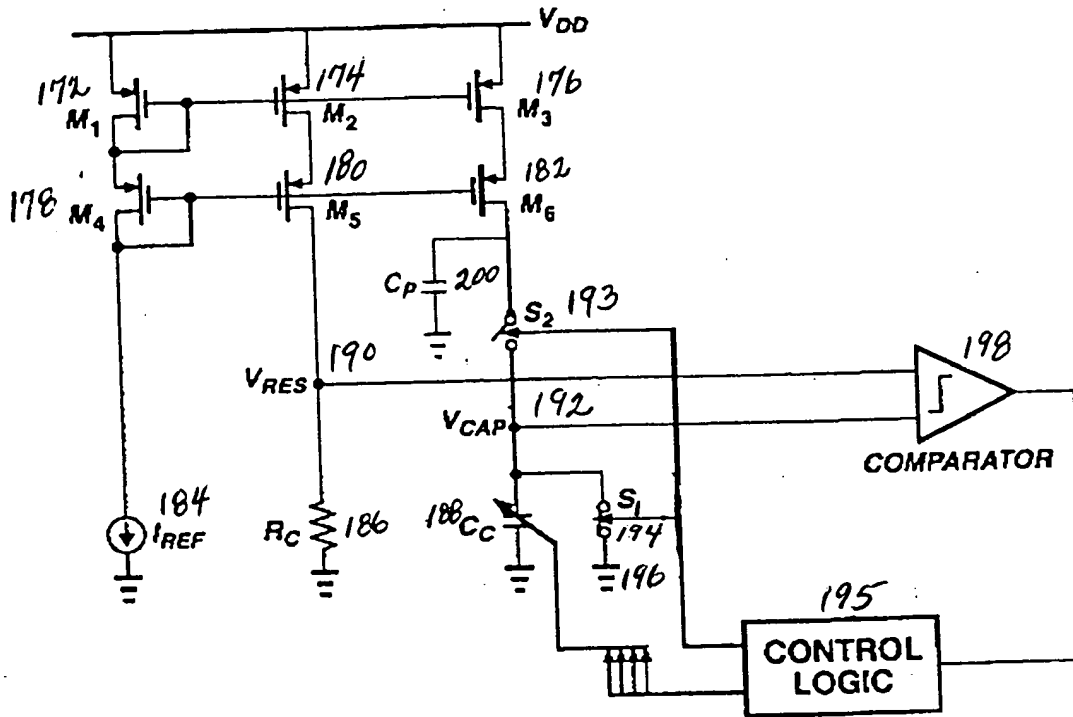 V_DD
172
M_1
174
M_2
176
M_3
178
M_4
180
M_5
182
M_6
C_P 200
S_2 193
190
V_RES
192
V_CAP
198
COMPARATOR
184
I_REF
R_C 186
188 C_C
S_1
194
196
195
CONTROL
LOGIC